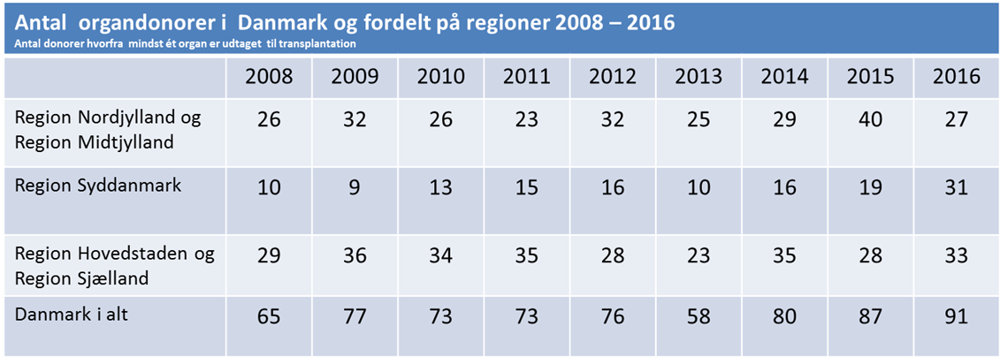 Antal organdonorer i Danmark og fordelt på regioner 2008 – 2016
Antal donorer hvorfra mindst ét organ er udtaget til transplantation
2008 2009 2010 2011 2012 2013 2014 2015 2016
Region Nordjylland og
Region Midtjylland
26 32 26 23 32 25 29 40 27
Region Syddanmark 10 9 13 15 16 10 16 19 31
Region Hovedstaden og
Region Sjælland
29 36 34 35 28 23 35 28 33
Danmark i alt 65 77 73 73 76 58 80 87 91